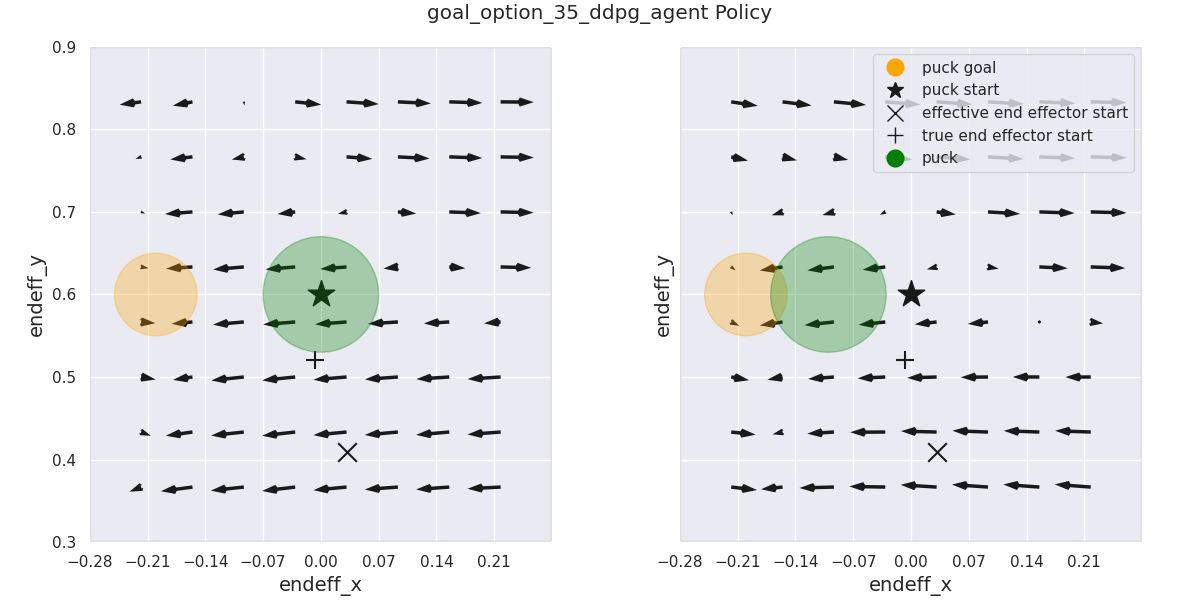 goal_option_35_ddpg_agent Policy
0.9
0.8
0.7
0.6
0.5
0.4
0.3
endeff_y
−0.28 −0.21 −0.14 −0.07 0.00 0.07 0.14 0.21
endeff_x
puck goal
puck start
effective end effector start
true end effector start
puck
endeff_y
−0.28 −0.21 −0.14 −0.07 0.00 0.07 0.14 0.21
endeff_x